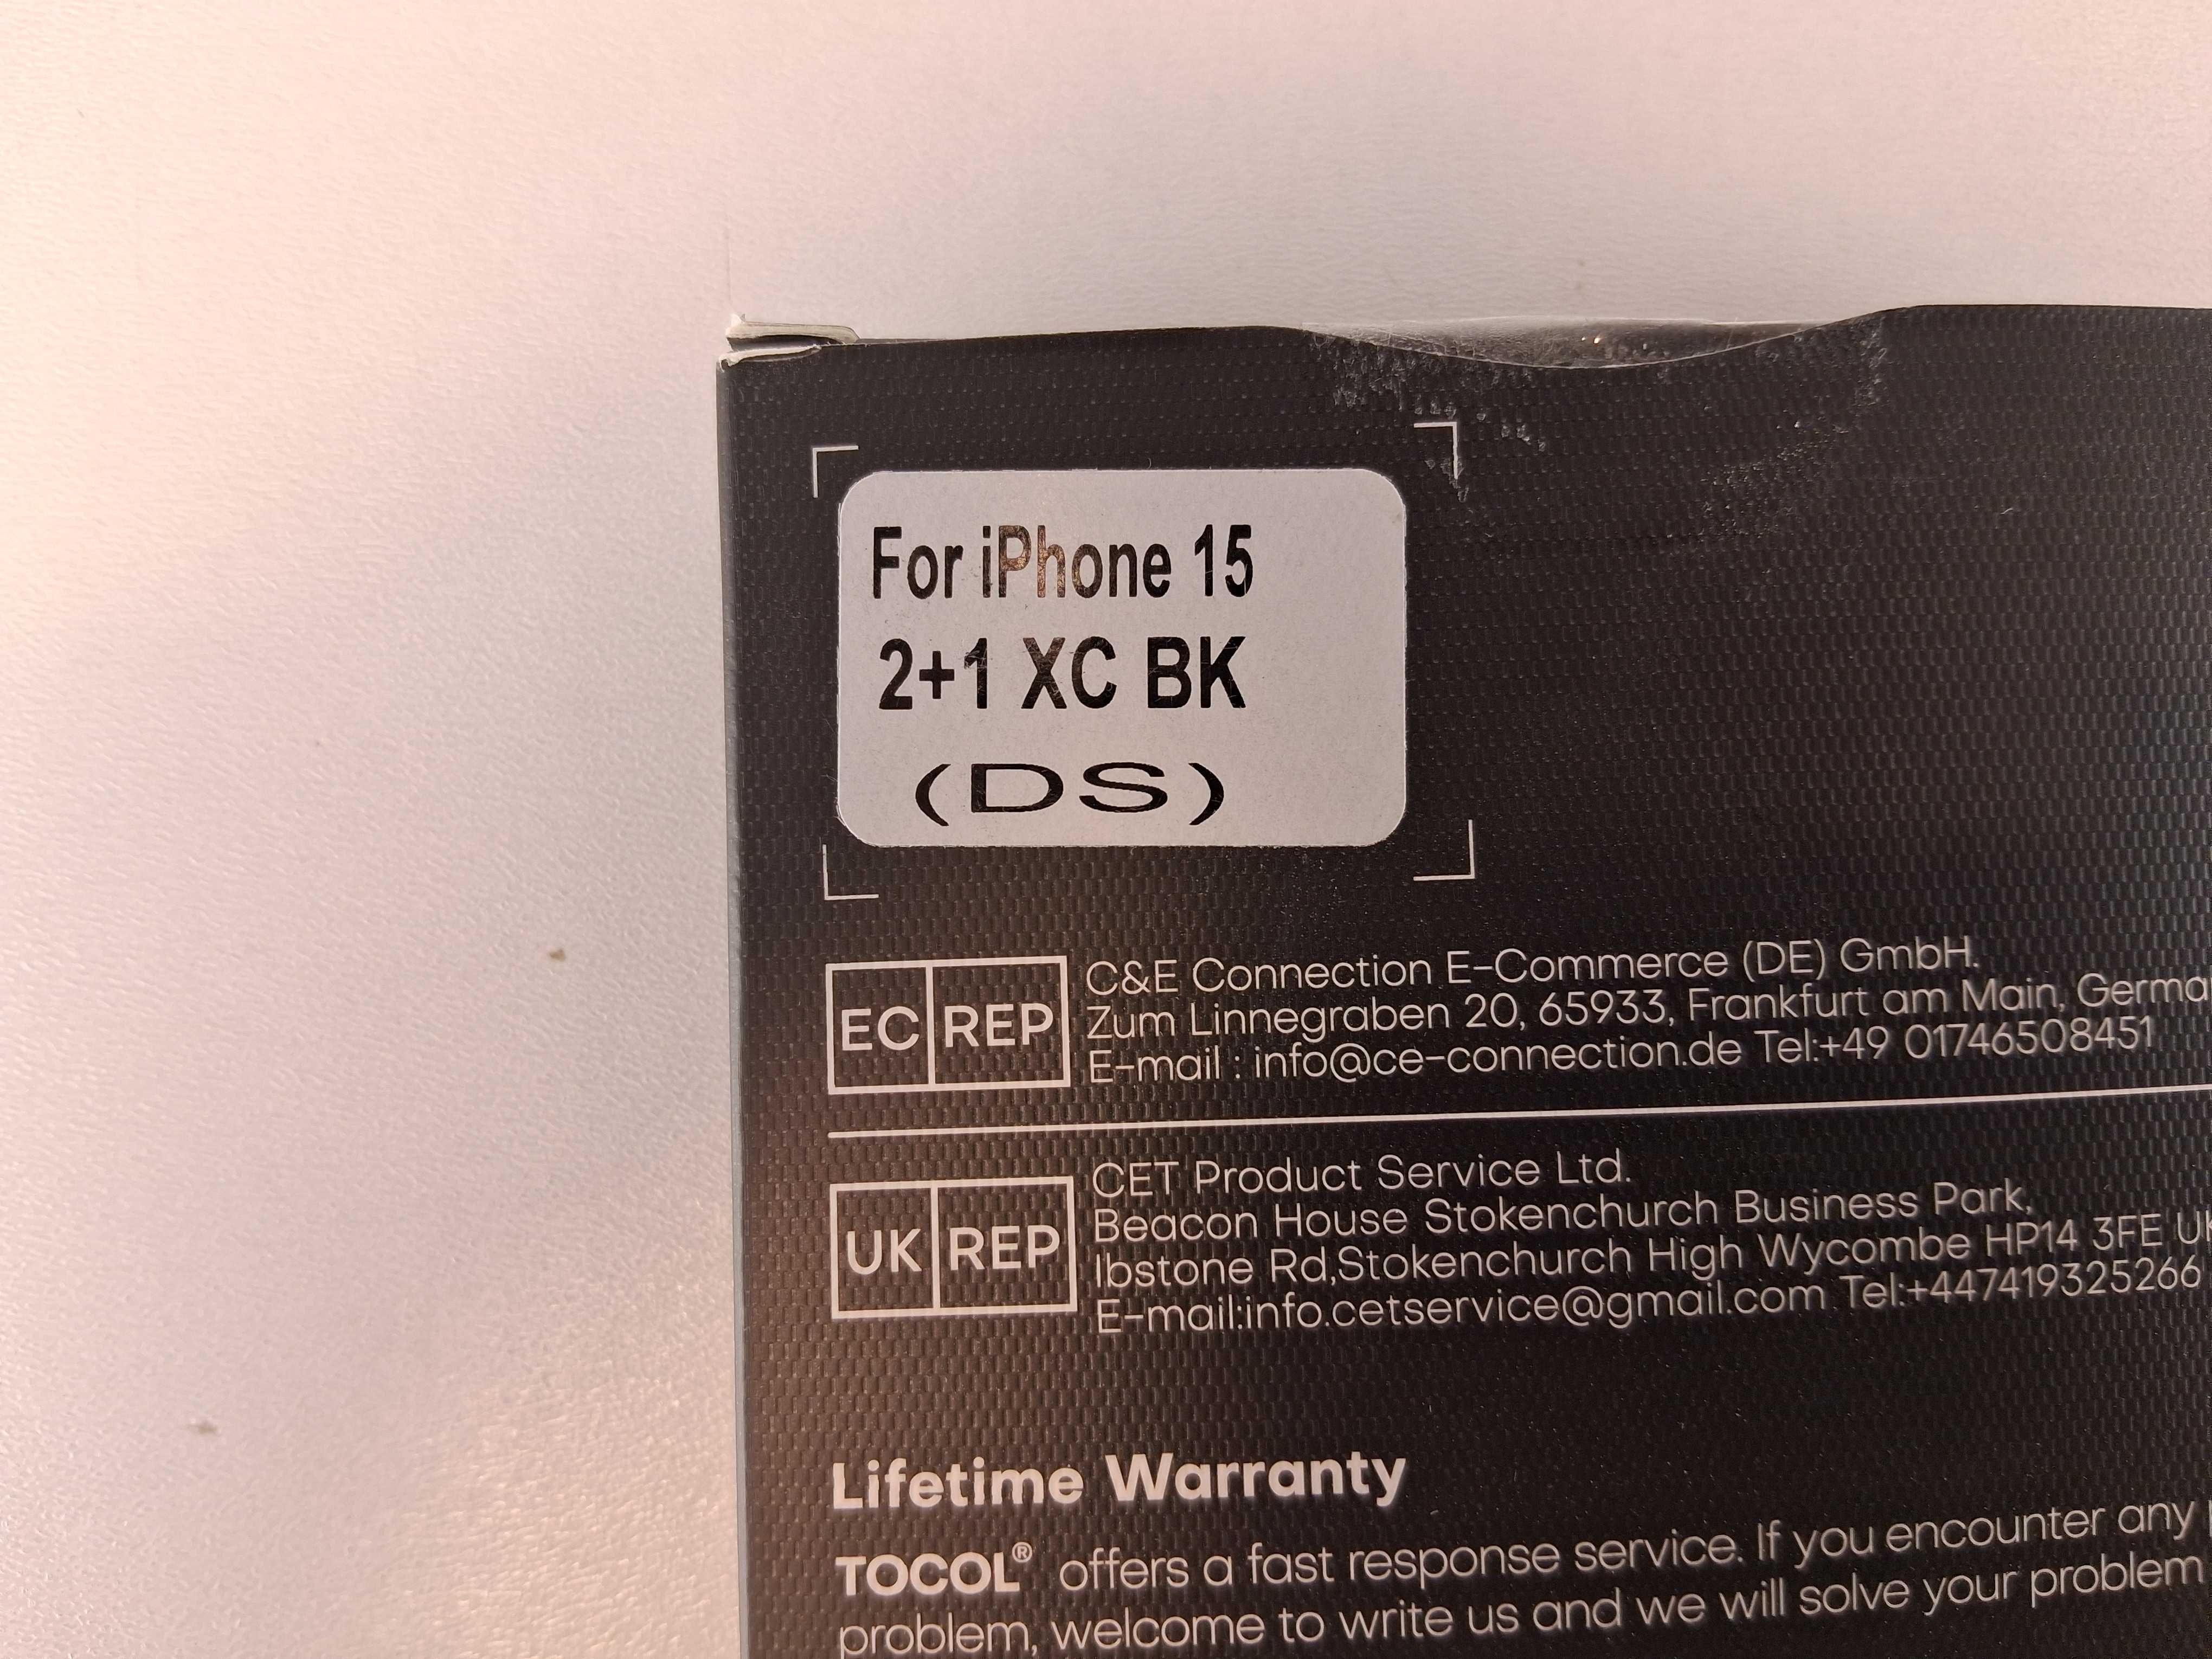 For iPhone 15
2+1 XC BK
(DS)
EC REP
C&E Connection E-Commerce (DE) GmbH.
Zum Linnegraben 20, 65933, Frankfurt am Main, Germa
E-mail : info@ce-connection.de Tel:+49 01746508451
UK REP
CET Product Service Ltd.
Beacon House Stokenchurch Business Park,
Ibstone Rd,Stokenchurch High Wycombe HP14 3FE UK
E-mail:info.cetservice@gmail.com Tel:+447419325266
Lifetime Warranty
TOCOL® offers a fast response service. If you encounter any
problem, welcome to write us and we will solve your problem